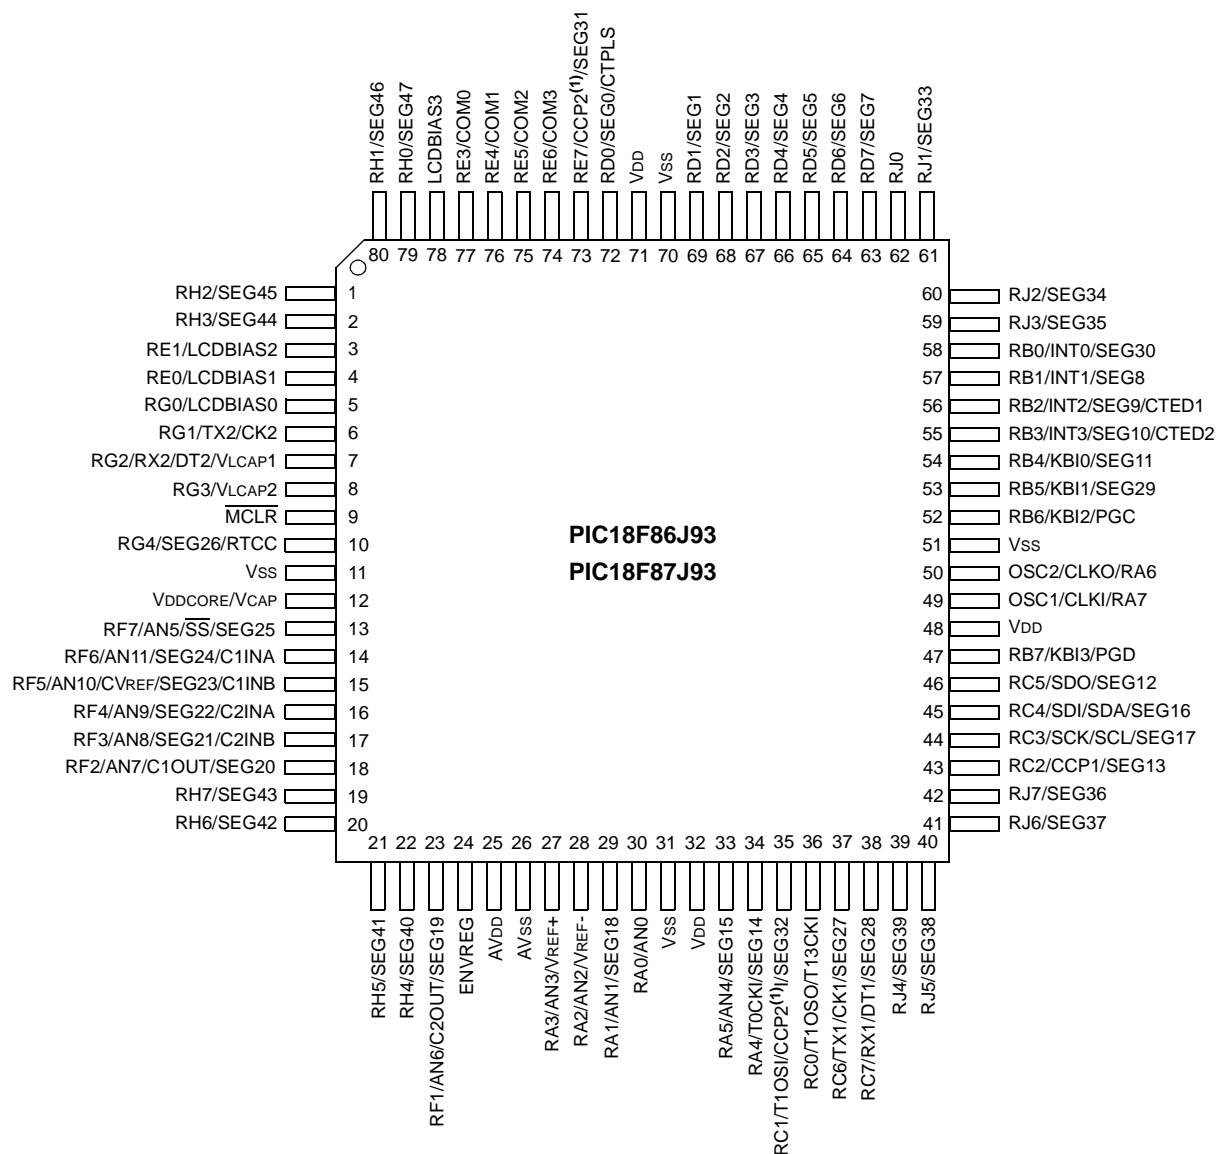 RH1/SEG46
RH0/SEG47
LCDBIAS3
RE3/COM0
RE4/COM1
RE5/COM2
RE6/COM3
RE7/CCP2(1)/SEG31
RD0/SEG0/CTPLS
VDD
VSS
RD1/SEG1
RD2/SEG2
RD3/SEG3
RD4/SEG4
RD5/SEG5
RD6/SEG6
RD7/SEG7
RJ0
RJ1/SEG33
80 79 78 77 76 75 74 73 72 71 70 69 68 67 66 65 64 63 62 61
RH2/SEG45 1
RH3/SEG44 2
RE1/LCDBIAS2 3
RE0/LCDBIAS1 4
RG0/LCDBIAS0 5
RG1/TX2/CK2 6
RG2/RX2/DT2/VLCAP1 7
RG3/VLCAP2 8
MCLR 9
RG4/SEG26/RTCC 10
VSS 11
VDDCORE/VCAP 12
RF7/AN5/SS/SEG25 13
RF6/AN11/SEG24/C1INA 14
RF5/AN10/CVREF/SEG23/C1INB 15
RF4/AN9/SEG22/C2INA 16
RF3/AN8/SEG21/C2INB 17
RF2/AN7/C1OUT/SEG20 18
RH7/SEG43 19
RH6/SEG42 20
PIC18F86J93
PIC18F87J93
60 RJ2/SEG34
59 RJ3/SEG35
58 RB0/INT0/SEG30
57 RB1/INT1/SEG8
56 RB2/INT2/SEG9/CTED1
55 RB3/INT3/SEG10/CTED2
54 RB4/KBI0/SEG11
53 RB5/KBI1/SEG29
52 RB6/KBI2/PGC
51 VSS
50 OSC2/CLKO/RA6
49 OSC1/CLKI/RA7
48 VDD
47 RB7/KBI3/PGD
46 RC5/SDO/SEG12
45 RC4/SDI/SDA/SEG16
44 RC3/SCK/SCL/SEG17
43 RC2/CCP1/SEG13
42 RJ7/SEG36
41 RJ6/SEG37
21 22 23 24 25 26 27 28 29 30 31 32 33 34 35 36 37 38 39 40
RH5/SEG41
RH4/SEG40
RF1/AN6/C2OUT/SEG19
ENVREG
AVDD
AVSS
RA3/AN3/VREF+
RA2/AN2/VREF-
RA1/AN1/SEG18
RA0/AN0
VSS
VDD
RA5/AN4/SEG15
RA4/T0CKI/SEG14
RC1/T1OSI/CCP2(1)I/SEG32
RC0/T1OSO/T13CKI
RC6/TX1/CK1/SEG27
RC7/RX1/DT1/SEG28
RJ4/SEG39
RJ5/SEG38